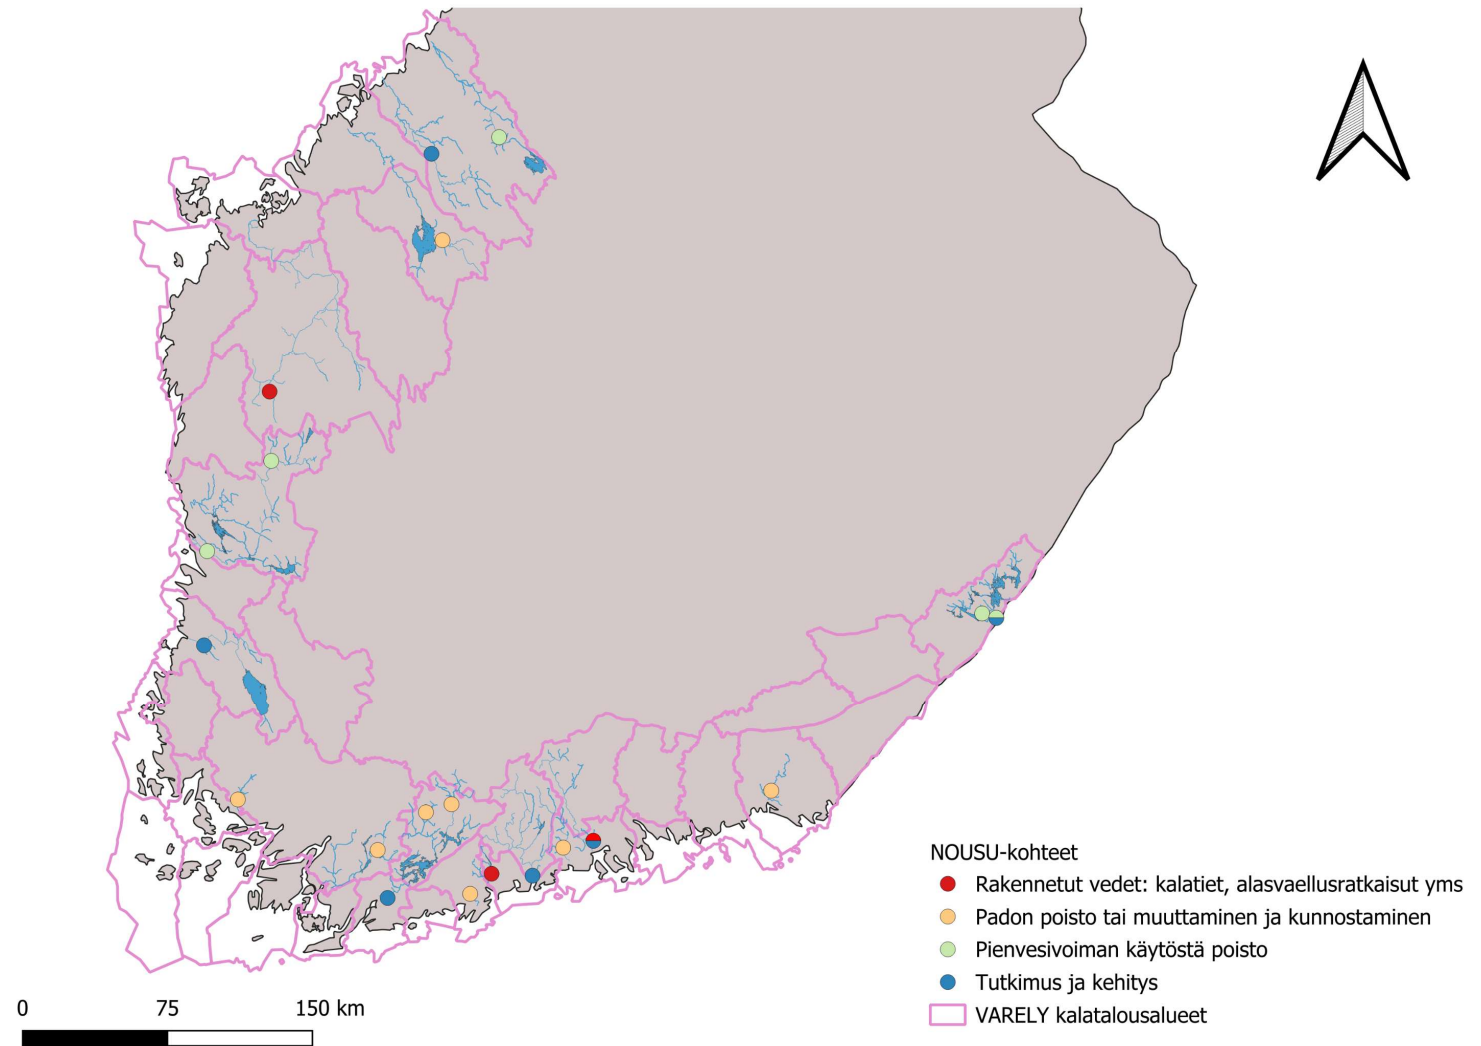 NOUSU-kohteet
Rakennetut vedet: kalatiet, alasvaellusratkaisut yms
Padon poisto tai muuttaminen ja kunnostaminen
Pienvesivoiman käytöstä poisto
Tutkimus ja kehitys
VARELY kalatalousalueet
0 75 150 km